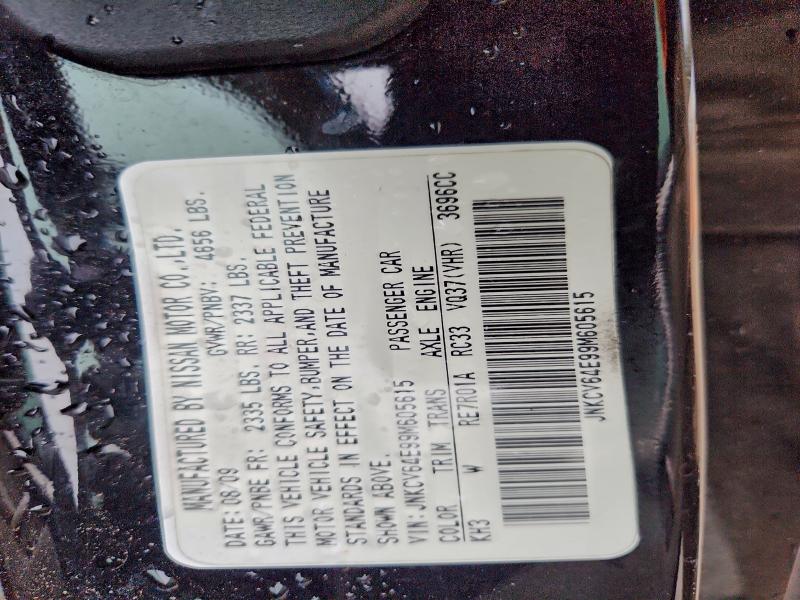 MANUFACTURED BY NISSAN MOTOR CO.,LTD.
DATE: 08/09 GVWR/PNBV: 4656 LBS.
GAWR/PNBE FR: 2335 LBS. RR: 2337 LBS.
THIS VEHICLE CONFORMS TO ALL APPLICABLE FEDERAL
MOTOR VEHICLE SAFETY,BUMPER,AND THEFT PREVENTION
STANDARDS IN EFFECT ON THE DATE OF MANUFACTURE
SHOWN ABOVE.
VIN:JNKCV64E99M605615 PASSENGER CAR
COLOR TRIM TRANS AXLE ENGINE
KH3 W RE7R01A RC33 VQ37(VHR) 3696CC
JNKCV64E99M605615